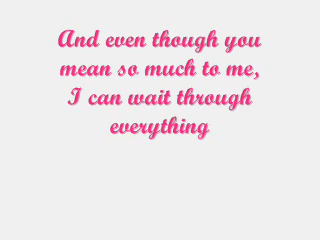 And even though you
mean so much to me,
I can wait through
everything